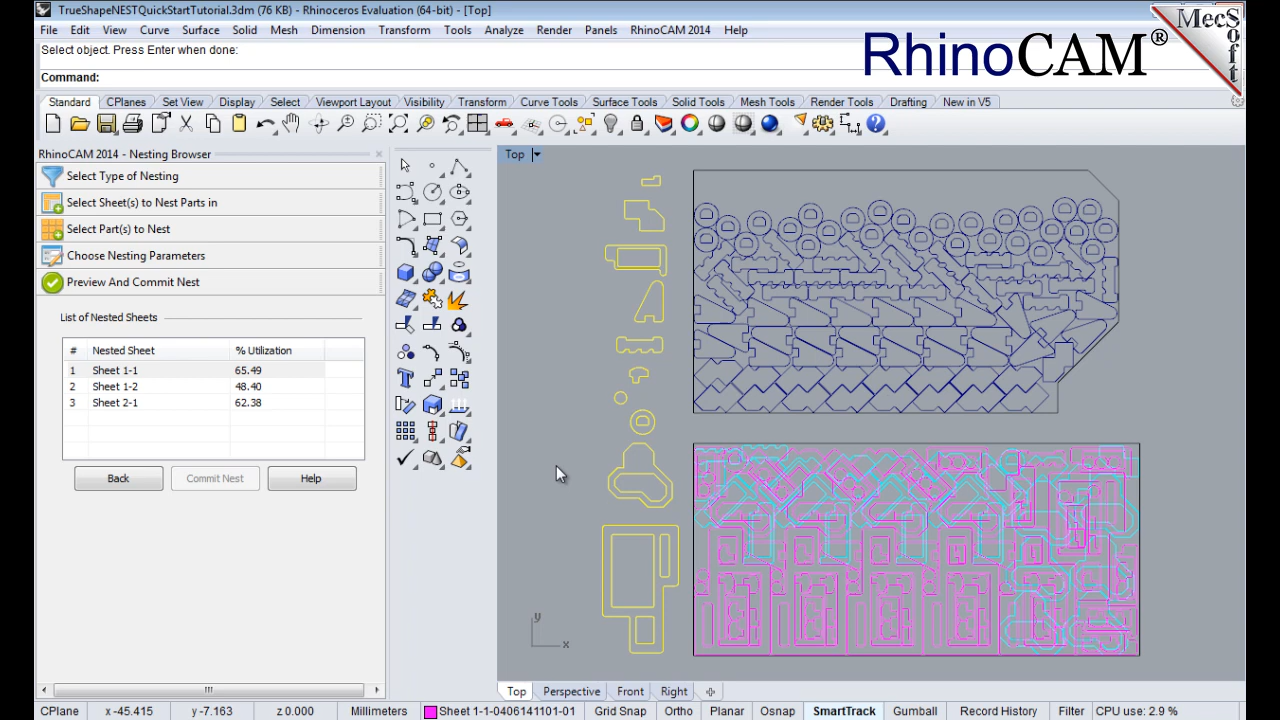 TrueShapeNESTQuickStartTutorial.3dm (76 KB) - Rhinoceros Evaluation (64-bit) - [Top]
File Edit View Curve Surface Solid Mesh Dimension Transform Tools Analyze Render Panels RhinoCAM 2014 Help
Select object. Press Enter when done:
Command:
RhinoCAM®
MecSoft
Standard CPlanes Set View Display Select Viewport Layout Visibility Transform Curve Tools Surface Tools Solid Tools Mesh Tools Render Tools Drafting New in V5
RhinoCAM 2014 - Nesting Browser
Select Type of Nesting
Select Sheet(s) to Nest Parts in
Select Part(s) to Nest
Choose Nesting Parameters
Preview And Commit Nest
List of Nested Sheets
# Nested Sheet % Utilization
1 Sheet 1-1 65.49
2 Sheet 1-2 48.40
3 Sheet 2-1 62.38
Back Commit Nest Help
Top
y
x
Top Perspective Front Right
CPlane x -45.415 y -7.163 z 0.000 Millimeters Sheet 1-1-0406141101-01 Grid Snap Ortho Planar Osnap SmartTrack Gumball Record History Filter CPU use: 2.9 %